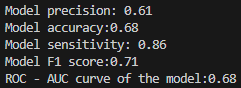 Model precision: 0.61
Model accuracy:0.68
Model sensitivity: 0.86
Model F1 score:0.71
ROC - AUC curve of the model:0.68